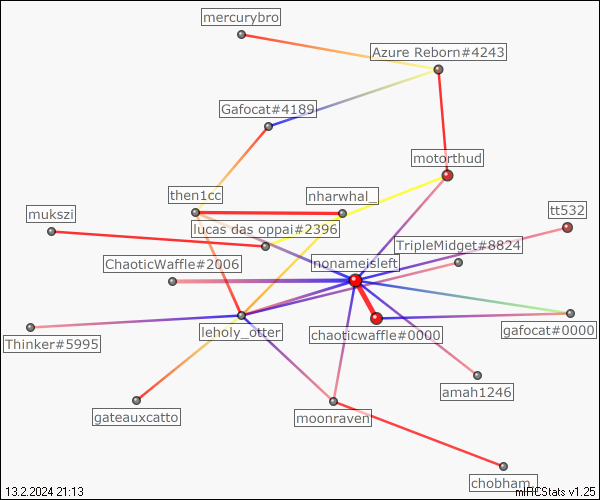 mercurybro
Azure Reborn#4243
Gafocat#4189
motorthud
then1cc
nharwhal_
mukszi
tt532
lucas das oppai#2396
TripleMidget#8824
ChaoticWaffle#2006
nonameisleft
leholy_otter
chaoticwaffle#0000
gafocat#0000
Thinker#5995
amah1246
gateauxcatto
moonraven
chobham_
13.2.2024 21:13
mIRCStats v1.25